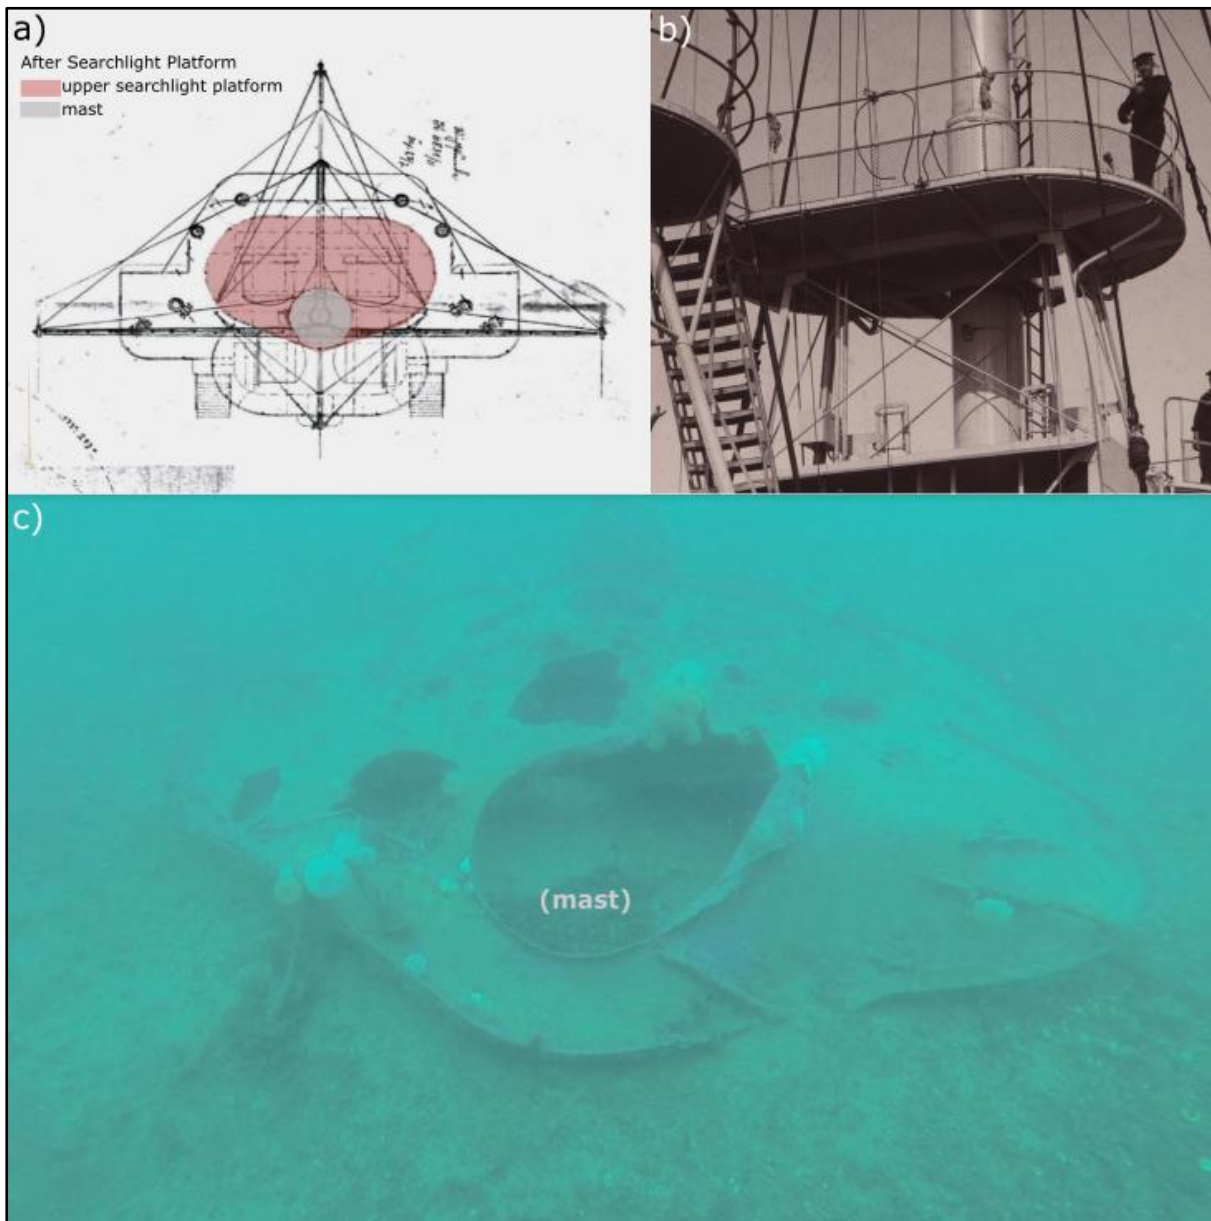 a)
After Searchlight Platform
upper searchlight platform
mast
b)
c)
(mast)